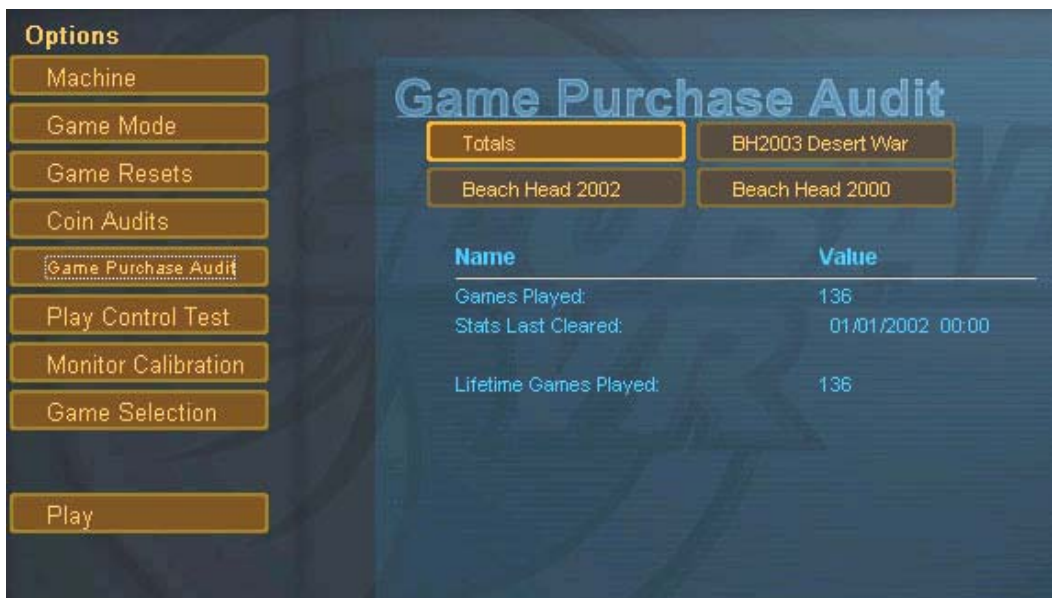 Options
Machine
Game Mode
Game Resets
Coin Audits
Game Purchase Audit
Play Control Test
Monitor Calibration
Game Selection
Play
Game Purchase Audit
Totals
BH2003 Desert War
Beach Head 2002
Beach Head 2000
Name Value
Games Played: 136
Stats Last Cleared: 01/01/2002 00:00
Lifetime Games Played: 136